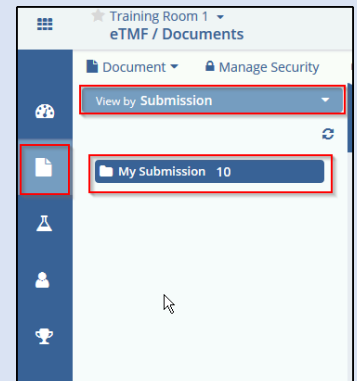 Training Room 1
eTMF / Documents
Document Manage Security
View by Submission
My Submission 10